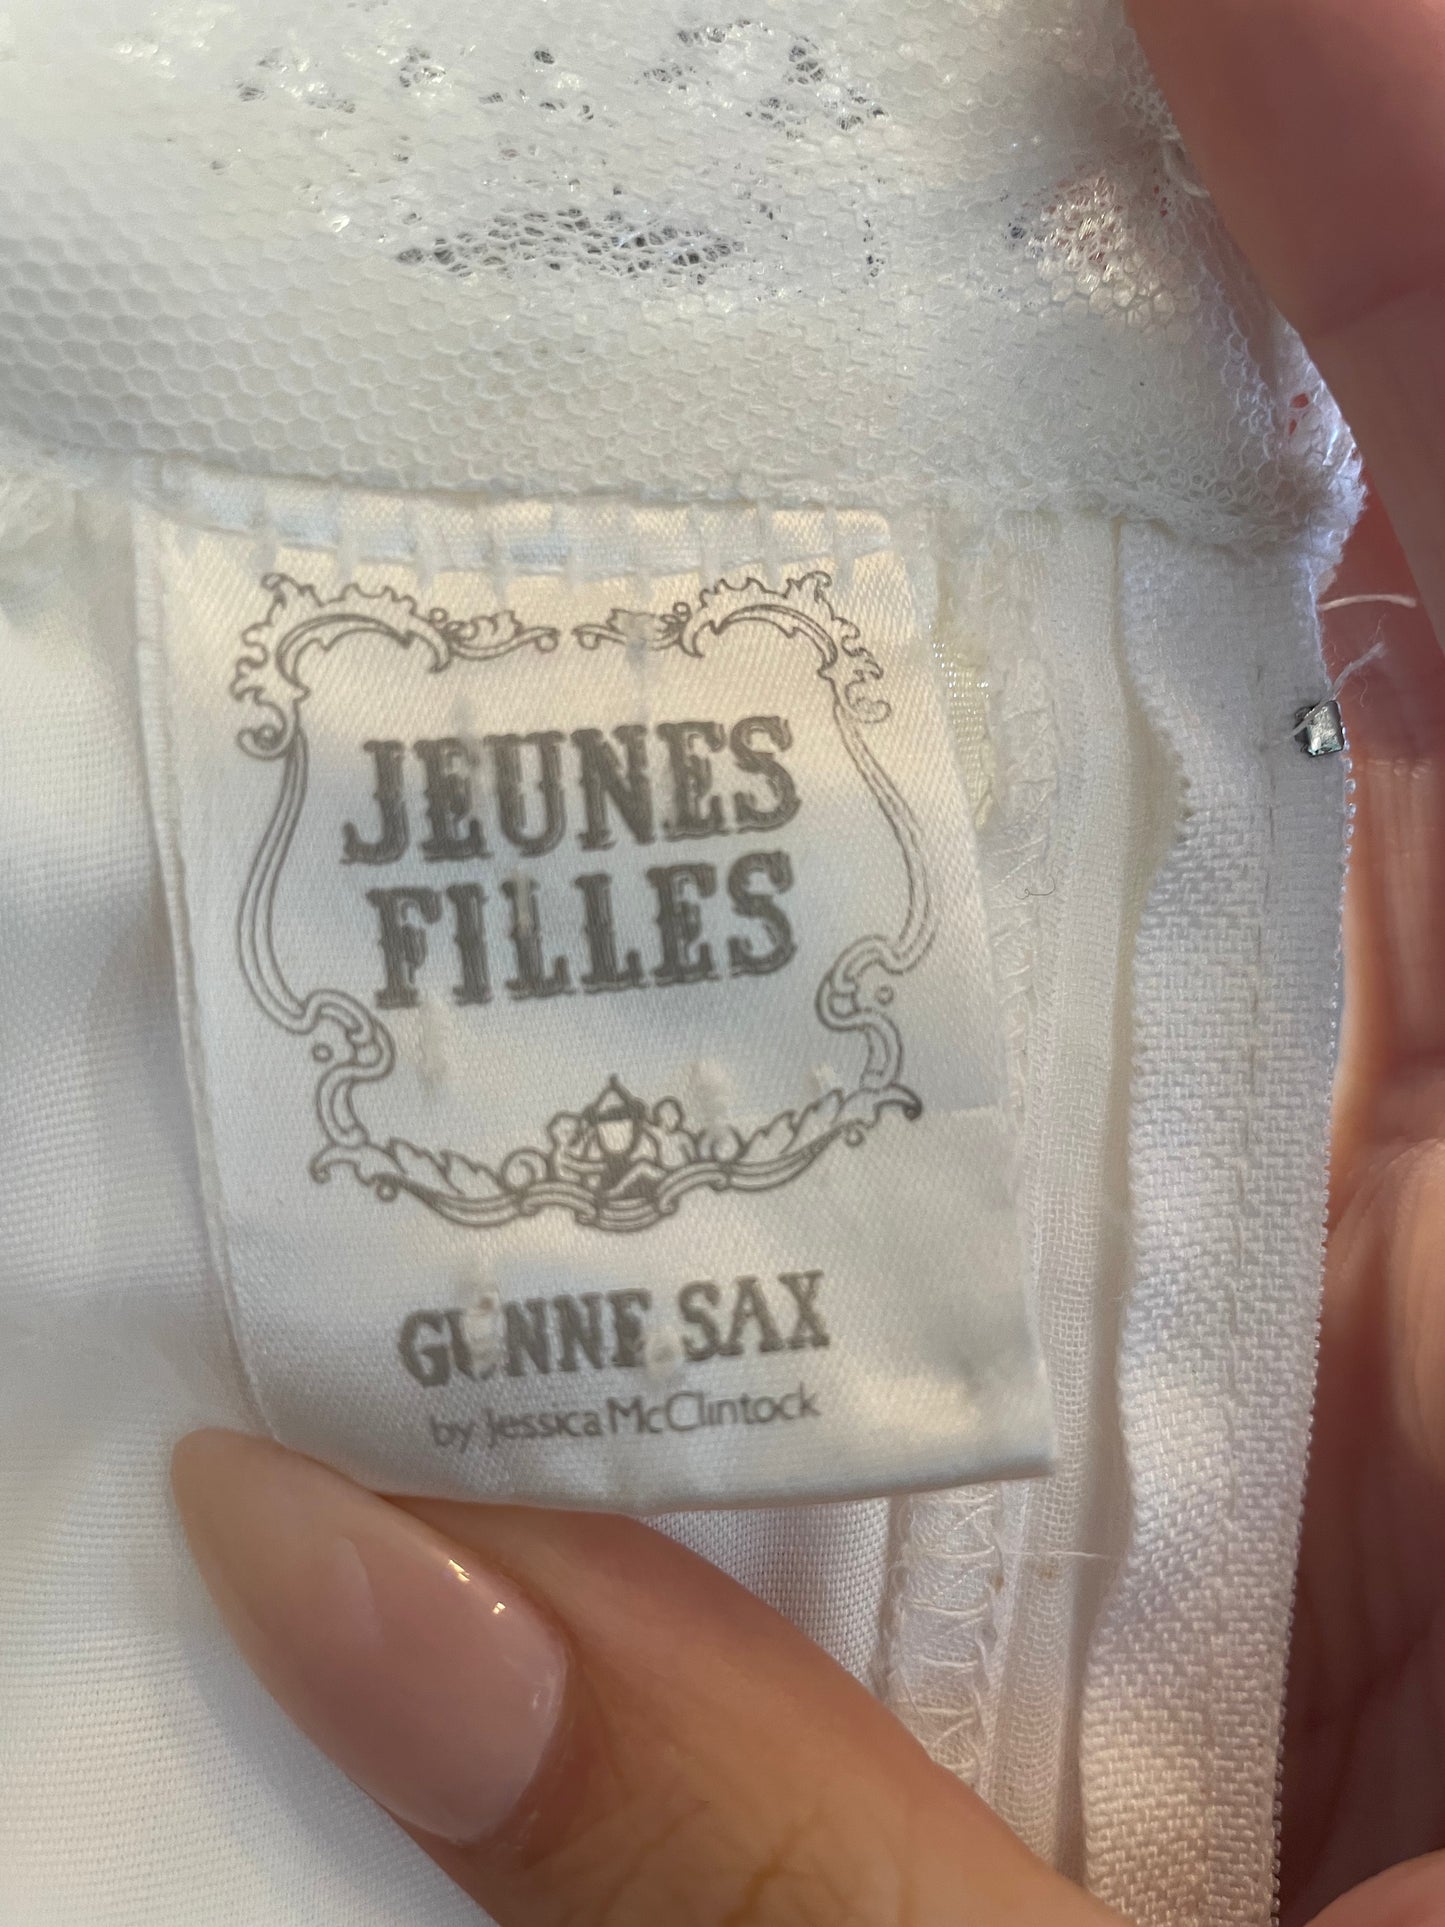 JEUNES
FILLES
GUNNE SAX
by Jessica McClintock